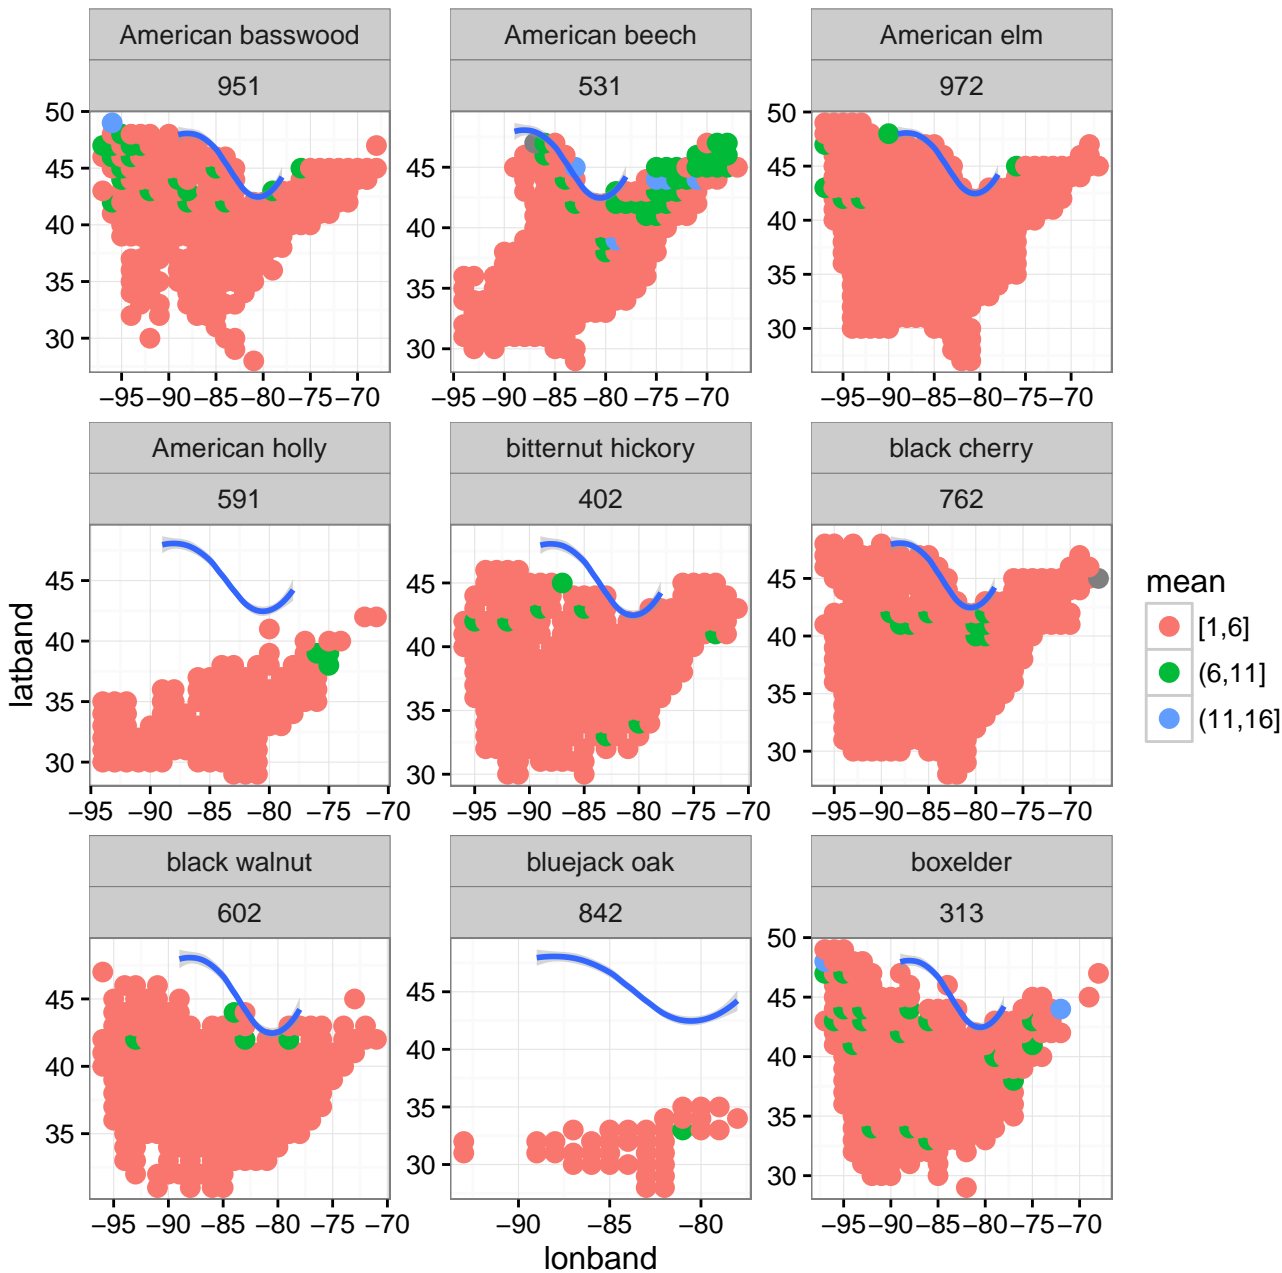 American basswood American beech American elm
951 531 972
50
45
40
35
30
−95 −90 −85 −80 −75 −70
45
40
35
30
−95 −90 −85 −80 −75 −70
50
45
40
35
30
−95 −90 −85 −80 −75 −70
American holly bitternut hickory black cherry
591 402 762
45
40
35
30
−95 −90 −85 −80 −75 −70
45
40
35
30
−95 −90 −85 −80 −75 −70
45
40
35
30
−95 −90 −85 −80 −75 −70
black walnut bluejack oak boxelder
602 842 313
45
40
35
−95 −90 −85 −80 −75 −70
45
40
35
30
−90 −85 −80
50
45
40
35
30
−95 −90 −85 −80 −75 −70
latband
lonband
mean
[1,6]
(6,11]
(11,16]